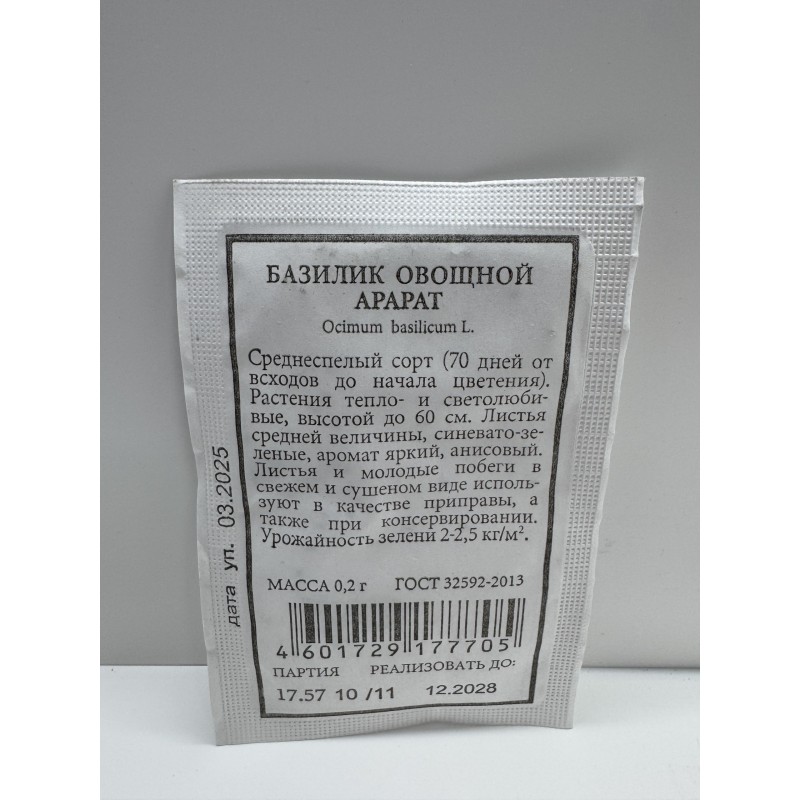 БАЗИЛИК ОВОЩНОЙ
АРАРАТ
Ocimum basilicum L.
Среднеспелый сорт (70 дней от
всходов до начала цветения).
Растения тепло- и светолюби-
вые, высотой до 60 см. Листья
средней величины, синевато-зе-
леные, аромат яркий, анисовый.
Листья и молодые побеги в
свежем и сушеном виде исполь-
зуют в качестве приправы, а
также при консервировании.
Урожайность зелени 2-2,5 кг/м².
МАССА 0,2 г ГОСТ 32592-2013
4 601729 177705
ПАРТИЯ РЕАЛИЗОВАТЬ ДО:
17.57 10 /11 12.2028
дата уп. 03.2025